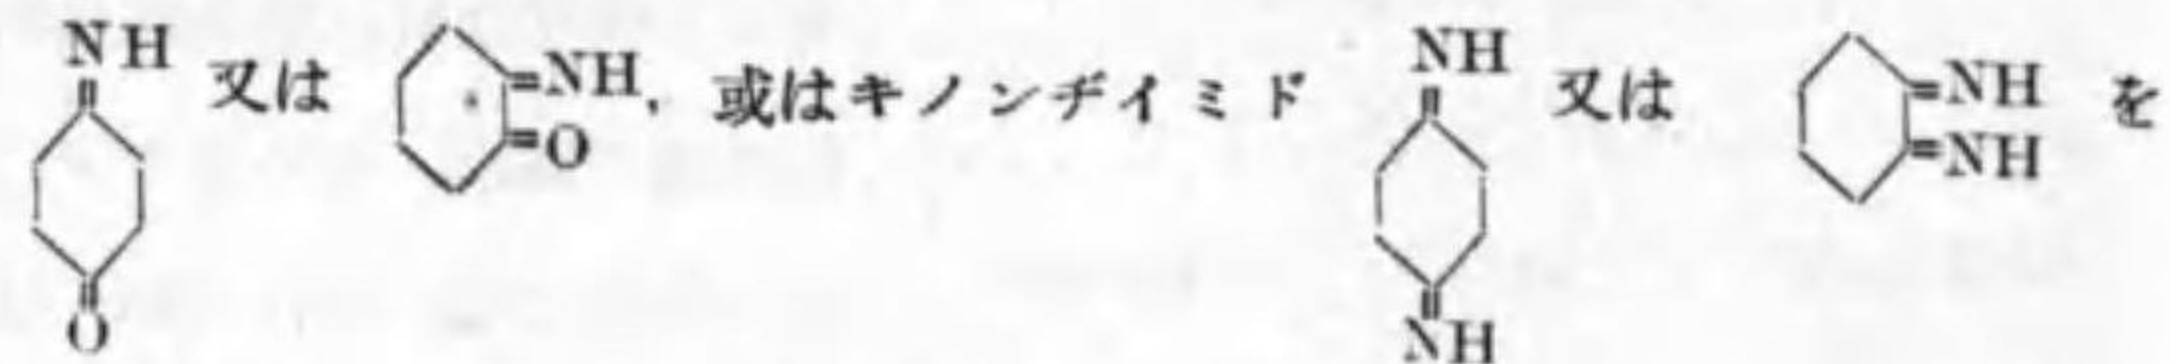 NH 又は =NH, 或はキノンヂイミド NH 又は =NH を
=O =NH
O NH